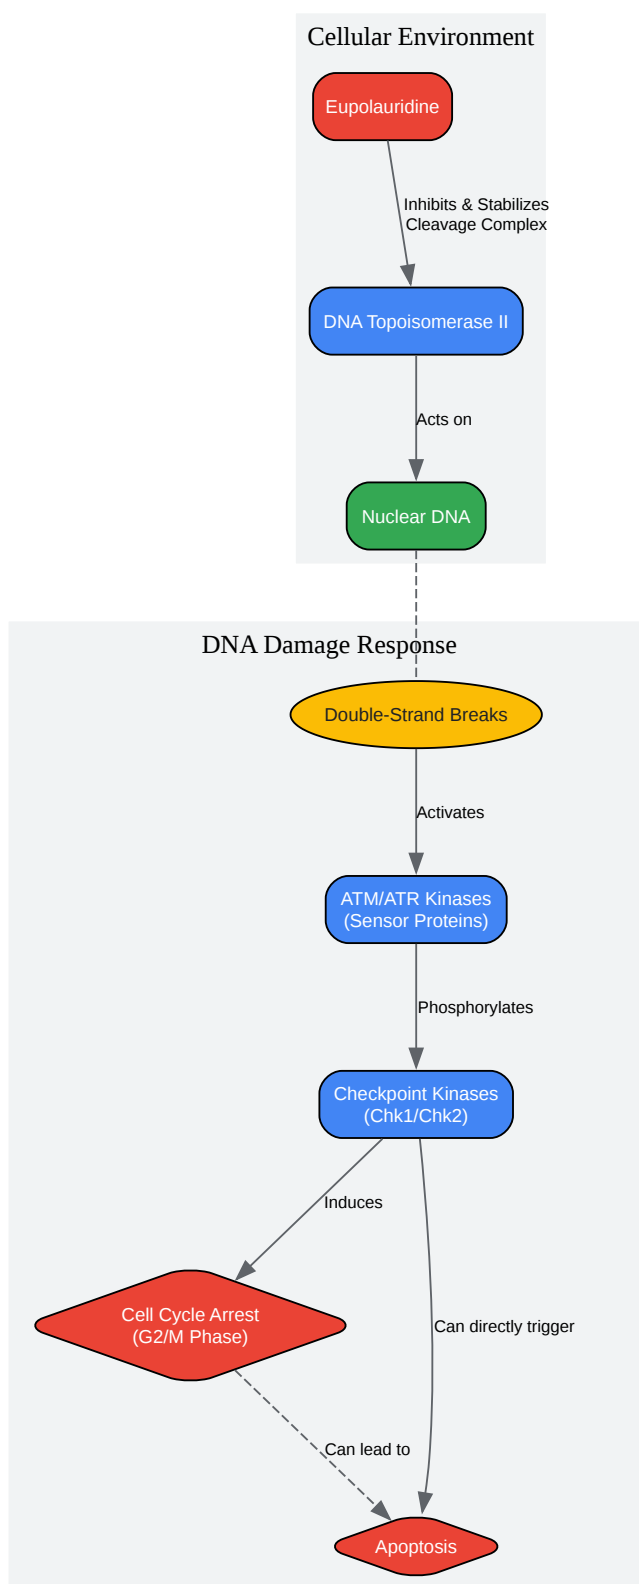 Cellular Environment
Eupolauridine
Inhibits & Stabilizes
Cleavage Complex
DNA Topoisomerase II
Acts on
Nuclear DNA
DNA Damage Response
Double-Strand Breaks
Activates
ATM/ATR Kinases
(Sensor Proteins)
Phosphorylates
Checkpoint Kinases
(Chk1/Chk2)
Induces
Cell Cycle Arrest
(G2/M Phase)
Can directly trigger
Can lead to
Apoptosis